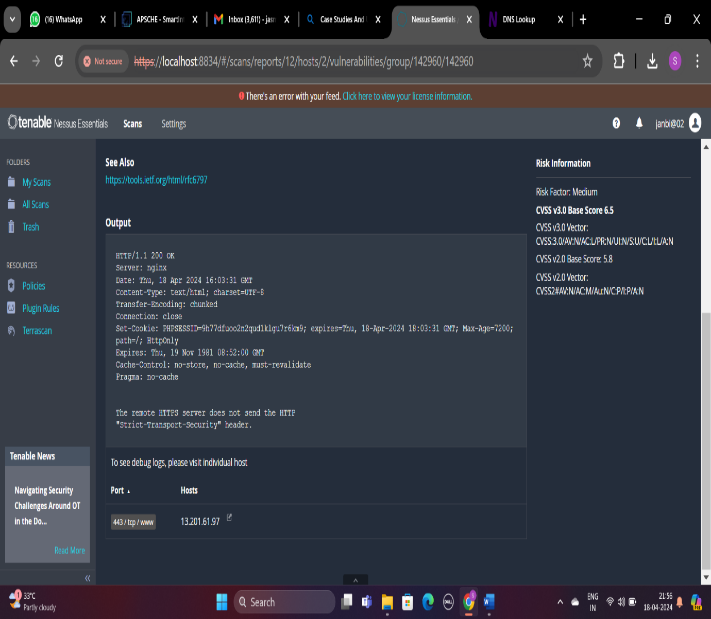 (16) WhatsApp
APSCHE - SmartIn
Inbox (3,611) - jasn
Case Studies And
Nessus Essentials
DNS Lookup
Not secure
https://localhost:8834/#/scans/reports/12/hosts/2/vulnerabilities/group/142960/142960
S
There's an error with your feed. Click here to view your license information.
tenable Nessus Essentials
Scans
Settings
janbi@02
FOLDERS
My Scans
All Scans
Trash
RESOURCES
Policies
Plugin Rules
Terrascan
See Also
https://tools.ietf.org/html/rfc6797
Output
HTTP/1.1 200 OK
Server: nginx
Date: Thu, 18 Apr 2024 16:03:31 GMT
Content-Type: text/html; charset=UTF-8
Transfer-Encoding: chunked
Connection: close
Set-Cookie: expires=Thu, 18-Apr-2024 18:03:31 GMT; Max-Age=7200;
path=/; HttpOnly
Expires: Thu, 19 Nov 1981 08:52:00 GMT
Cache-Control: no-store, no-cache, must-revalidate
Pragma: no-cache
The remote HTTPS server does not send the HTTP
"Strict-Transport-Security" header.
To see debug logs, please visit individual host
Port
Hosts
443 / tcp / www
13.201.61.97
Risk Information
Risk Factor: Medium
CVSS v3.0 Base Score 6.5
CVSS v3.0 Vector:
CVSS:3.0/AV:N/AC:L/PR:N/UI:N/S:U/C:L/I:L/A:N
CVSS v2.0 Base Score: 5.8
CVSS v2.0 Vector:
CVSS2#AV:N/AC:M/Au:N/C:P/I:P/A:N
Tenable News
Navigating Security
Challenges Around OT
in the Do...
Read More
33°C
Partly cloudy
Search
ENG
IN
21:56
18-04-2024